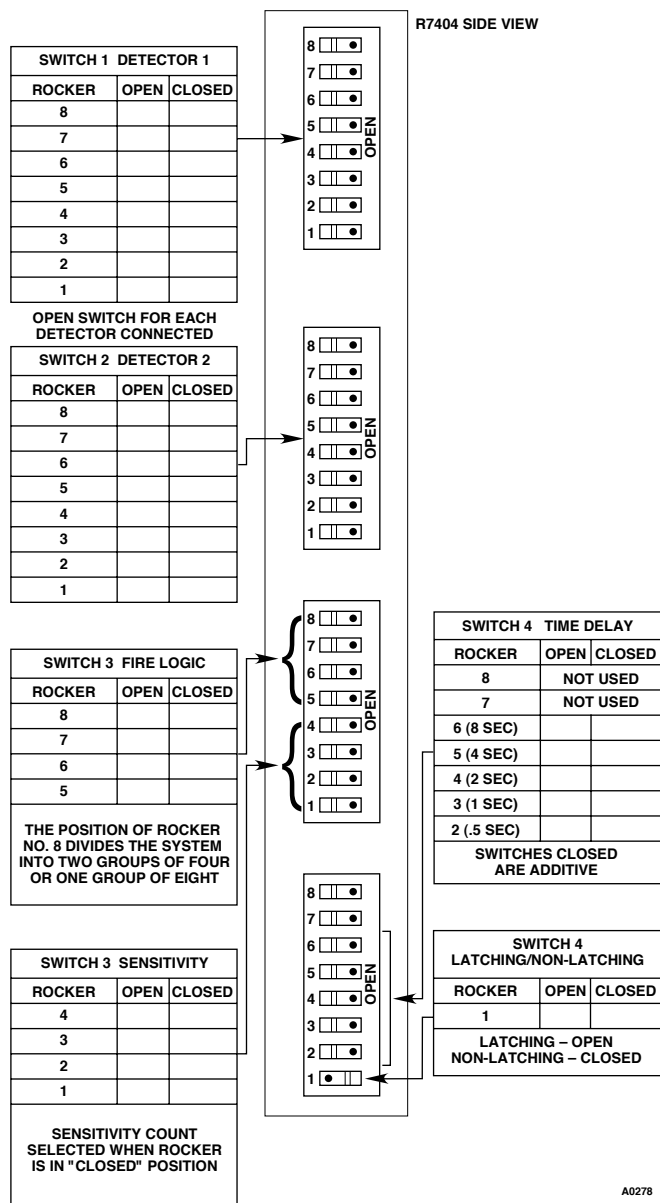 R7404 SIDE VIEW
SWITCH 1 DETECTOR 1
ROCKER OPEN CLOSED
8
7
6
5
4
3
2
1
OPEN SWITCH FOR EACH
DETECTOR CONNECTED
8
7
6
5
4
3
2
1
OPEN
SWITCH 2 DETECTOR 2
ROCKER OPEN CLOSED
8
7
6
5
4
3
2
1
8
7
6
5
4
3
2
1
OPEN
SWITCH 3 FIRE LOGIC
ROCKER OPEN CLOSED
8
7
6
5
THE POSITION OF ROCKER
NO. 8 DIVIDES THE SYSTEM
INTO TWO GROUPS OF FOUR
OR ONE GROUP OF EIGHT
8
7
6
5
4
3
2
1
OPEN
SWITCH 4 TIME DELAY
ROCKER OPEN CLOSED
8 NOT USED
7 NOT USED
6 (8 SEC)
5 (4 SEC)
4 (2 SEC)
3 (1 SEC)
2 (.5 SEC)
SWITCHES CLOSED
ARE ADDITIVE
SWITCH 3 SENSITIVITY
ROCKER OPEN CLOSED
4
3
2
1
SENSITIVITY COUNT
SELECTED WHEN ROCKER
IS IN "CLOSED" POSITION
8
7
6
5
4
3
2
1
OPEN
SWITCH 4
LATCHING/NON-LATCHING
ROCKER OPEN CLOSED
1
LATCHING – OPEN
NON-LATCHING – CLOSED
A0278